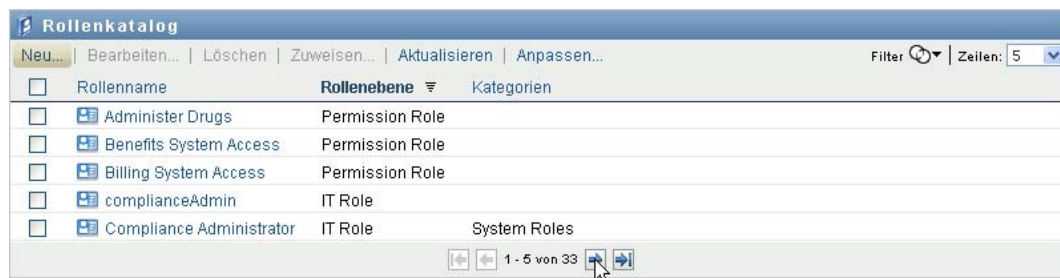 Rollenkatalog
Neu... | Bearbeiten... | Löschen | Zuweisen... | Aktualisieren | Anpassen... Filter | Zeilen: 5
Rollenname Rollenebene Kategorien
Administer Drugs Permission Role
Benefits System Access Permission Role
Billing System Access Permission Role
complianceAdmin IT Role
Compliance Administrator IT Role System Roles
1 - 5 von 33